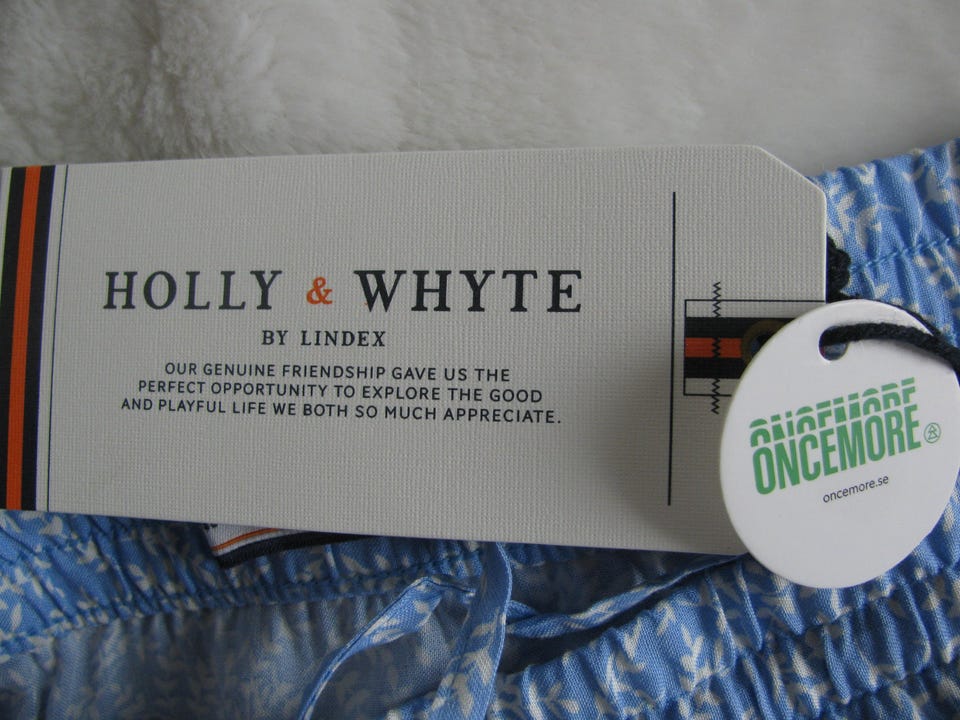 HOLLY & WHYTE
BY LINDEX
OUR GENUINE FRIENDSHIP GAVE US THE
PERFECT OPPORTUNITY TO EXPLORE THE GOOD
AND PLAYFUL LIFE WE BOTH SO MUCH APPRECIATE.
ONCEMORE
ONCEMORE
oncemore.se